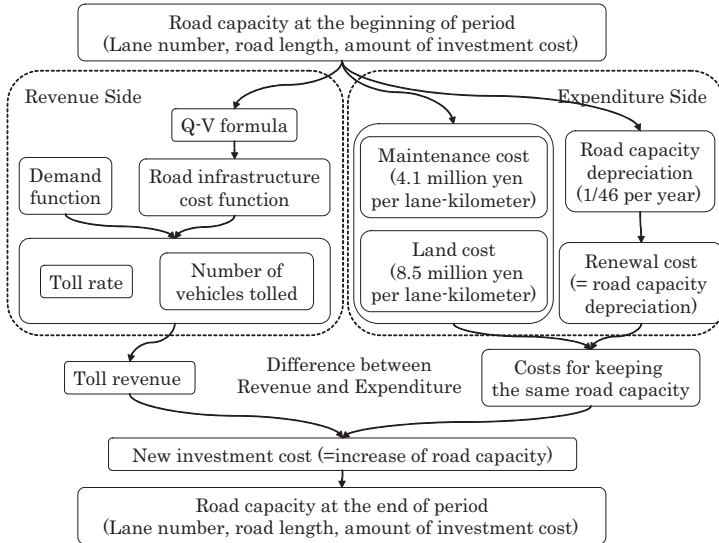 Road capacity at the beginning of period
(Lane number, road length, amount of investment cost)
Revenue Side
Expenditure Side
Q-V formula
Demand
function
Road infrastructure
cost function
Maintenance cost
(4.1 million yen
per lane-kilometer)
Road capacity
depreciation
(1/46 per year)
Toll rate
Number of
vehicles tolled
Land cost
(8.5 million yen
per lane-kilometer)
Renewal cost
(= road capacity
depreciation)
Toll revenue
Difference between
Revenue and Expenditure
Costs for keeping
the same road capacity
New investment cost (=increase of road capacity)
Road capacity at the end of period
(Lane number, road length, amount of investment cost)